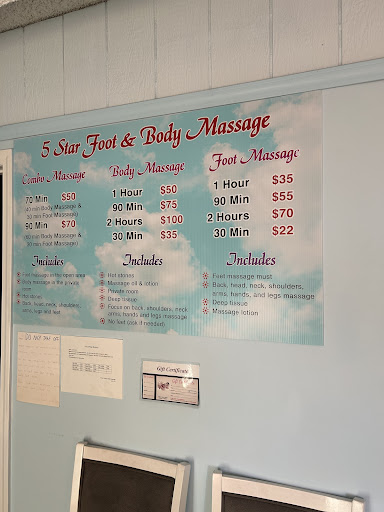 5 Star Foot & Body Massage
Combo Massage
70 Min $50
(40 min Body Massage &
30 min Foot Massage)
90 Min $70
(60 min Body Massage &
30 min Foot Massage)
Includes
Feel massage in the open area
Body massage in the private
room
Hot stones
Back, head, neck, shoulders,
arms, legs and feet
Body Massage
1 Hour $50
90 Min $75
2 Hours $100
30 Min $35
Includes
Hot stones
Massage oil & lotion
Private room
Deep tissue
Focus on back, shoulders, neck
arms, hands and legs massage
No feet (ask if needed)
Foot Massage
1 Hour $35
90 Min $55
2 Hours $70
30 Min $22
Includes
Feel massage must
Back, head, neck, shoulders,
arms, hands, and legs massage
Deep tissue
Massage lotion
Gift Certificate